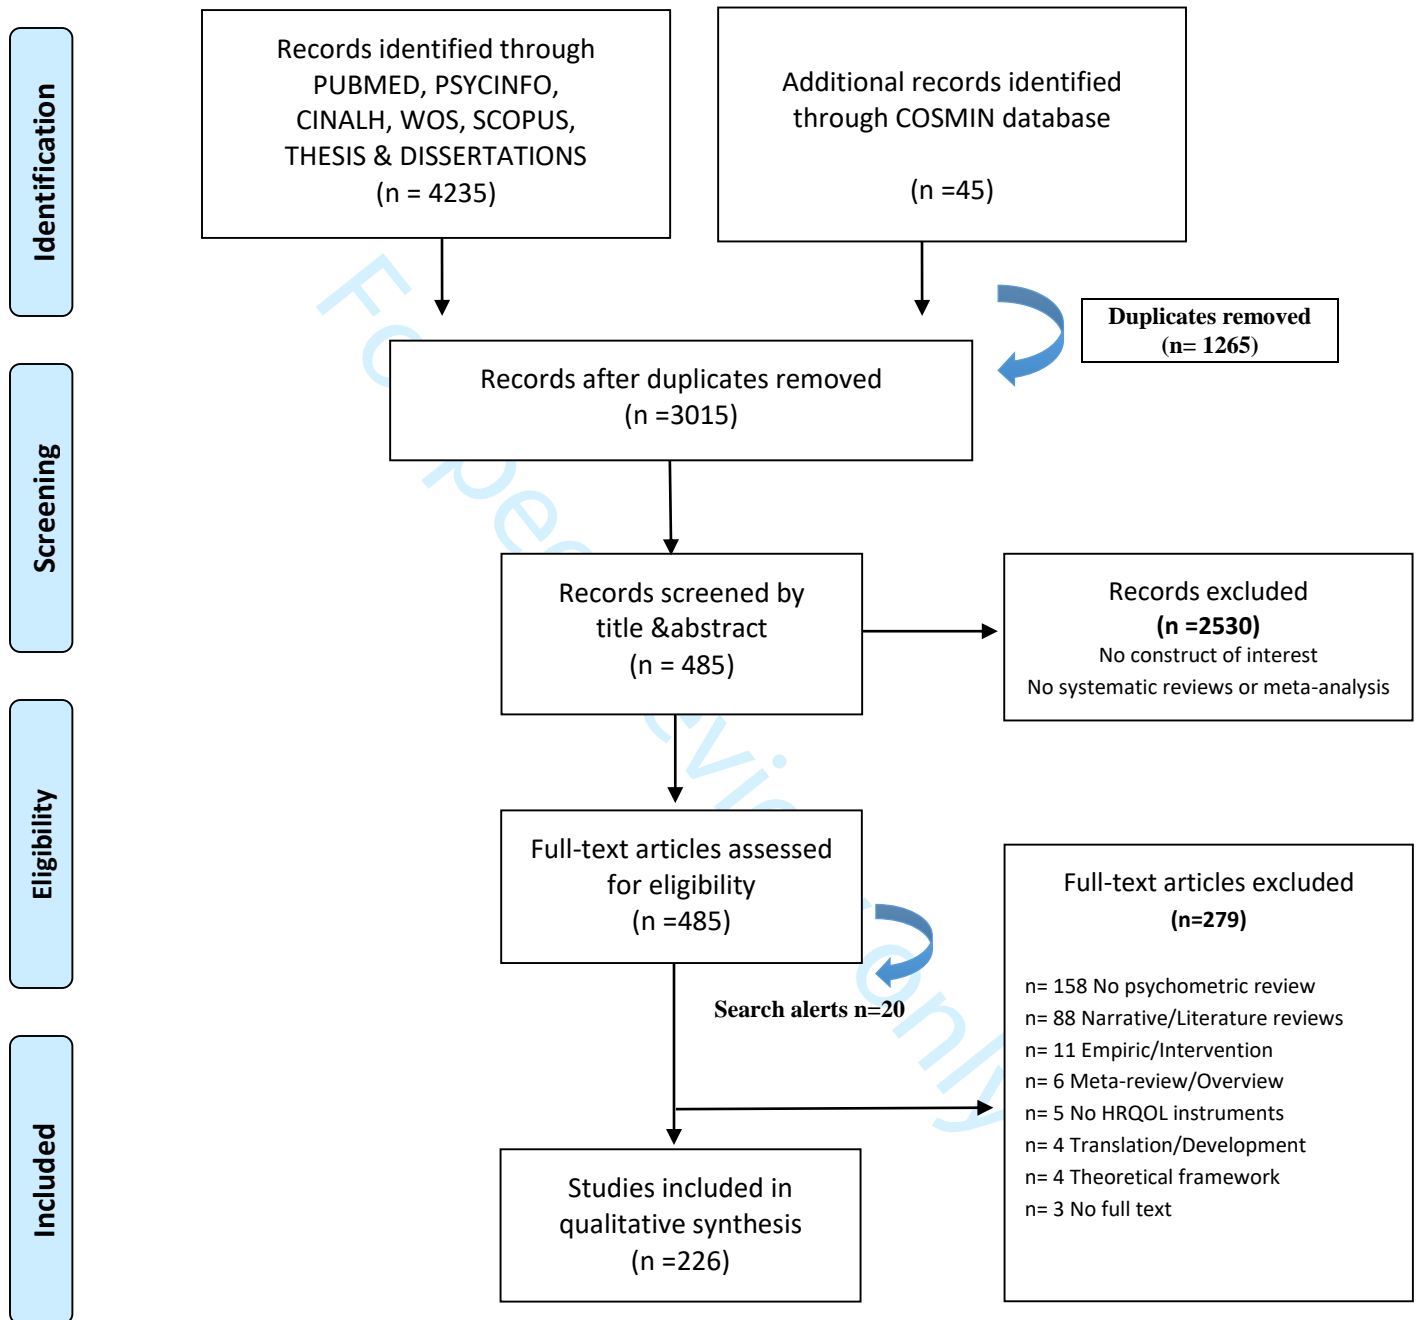 Identification
Records identified through
PUBMED, PSYCINFO,
CINALH, WOS, SCOPUS,
THESIS & DISSERTATIONS
(n = 4235)
Additional records identified
through COSMIN database
(n =45)
Duplicates removed
(n= 1265)
Records after duplicates removed
(n =3015)
Screening
Records screened by
title &abstract
(n = 485)
Records excluded
(n =2530)
No construct of interest
No systematic reviews or meta-analysis
Eligibility
Full-text articles assessed
for eligibility
(n =485)
Search alerts n=20
Full-text articles excluded
(n=279)
n= 158 No psychometric review
n= 88 Narrative/Literature reviews
n= 11 Empiric/Intervention
n= 6 Meta-review/Overview
n= 5 No HRQOL instruments
n= 4 Translation/Development
n= 4 Theoretical framework
n= 3 No full text
Included
Studies included in
qualitative synthesis
(n =226)
only